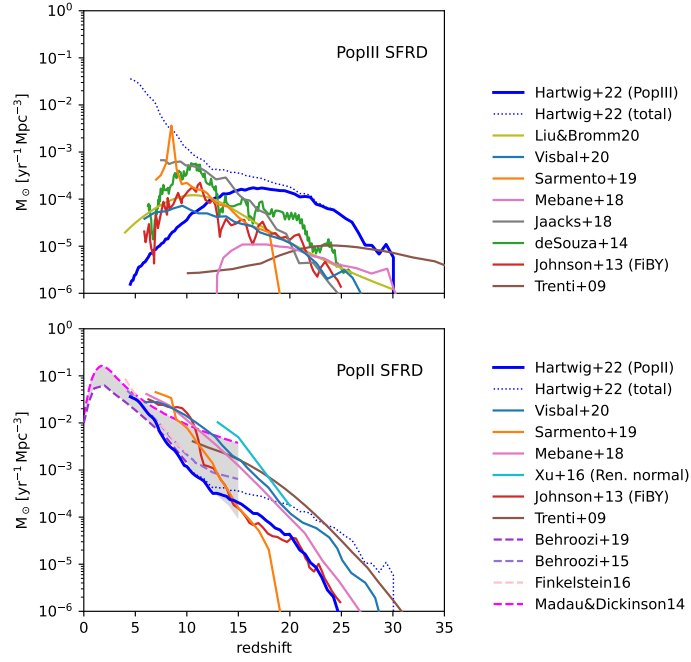 10⁰
10⁻¹
10⁻²
10⁻³
10⁻⁴
10⁻⁵
10⁻⁶
M⊙ [yr⁻¹ Mpc⁻³]
PopIII SFRD
Hartwig+22 (PopIII)
Hartwig+22 (total)
Liu&Bromm20
Visbal+20
Sarmento+19
Mebane+18
Jaacks+18
deSouza+14
Johnson+13 (FiBY)
Trenti+09
10⁰
10⁻¹
10⁻²
10⁻³
10⁻⁴
10⁻⁵
10⁻⁶
M⊙ [yr⁻¹ Mpc⁻³]
PopII SFRD
0 5 10 15 20 25 30 35
redshift
Hartwig+22 (PopII)
Hartwig+22 (total)
Visbal+20
Sarmento+19
Mebane+18
Xu+16 (Ren. normal)
Johnson+13 (FiBY)
Trenti+09
Behroozi+19
Behroozi+15
Finkelstein16
Madau&Dickinson14